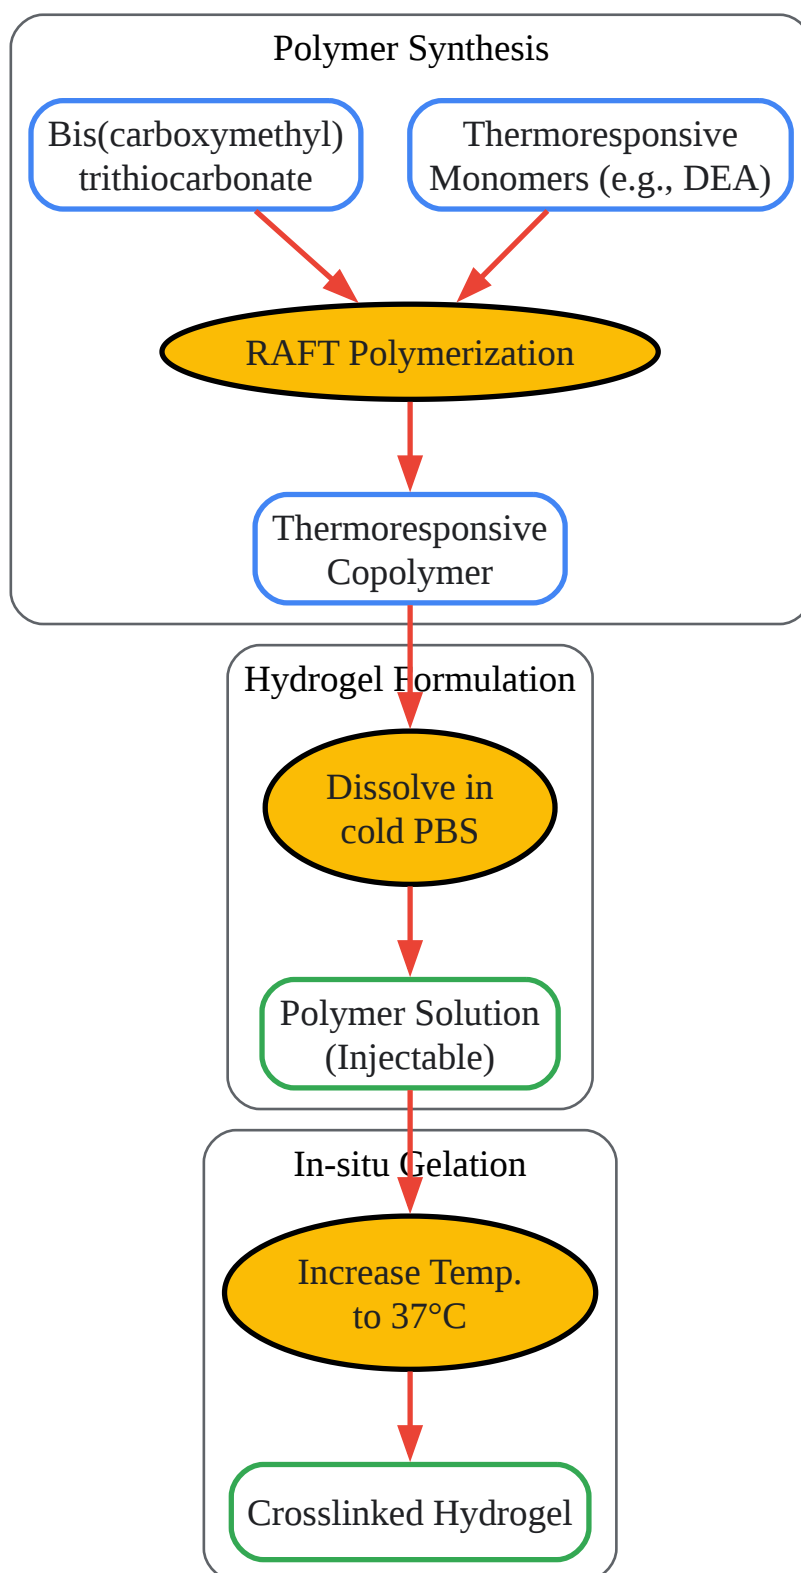 Polymer Synthesis
Bis(carboxymethyl)
trithiocarbonate
Thermoresponsive
Monomers (e.g., DEA)
RAFT Polymerization
Thermoresponsive
Copolymer
Hydrogel Formulation
Dissolve in
cold PBS
Polymer Solution
(Injectable)
In-situ Gelation
Increase Temp.
to 37°C
Crosslinked Hydrogel